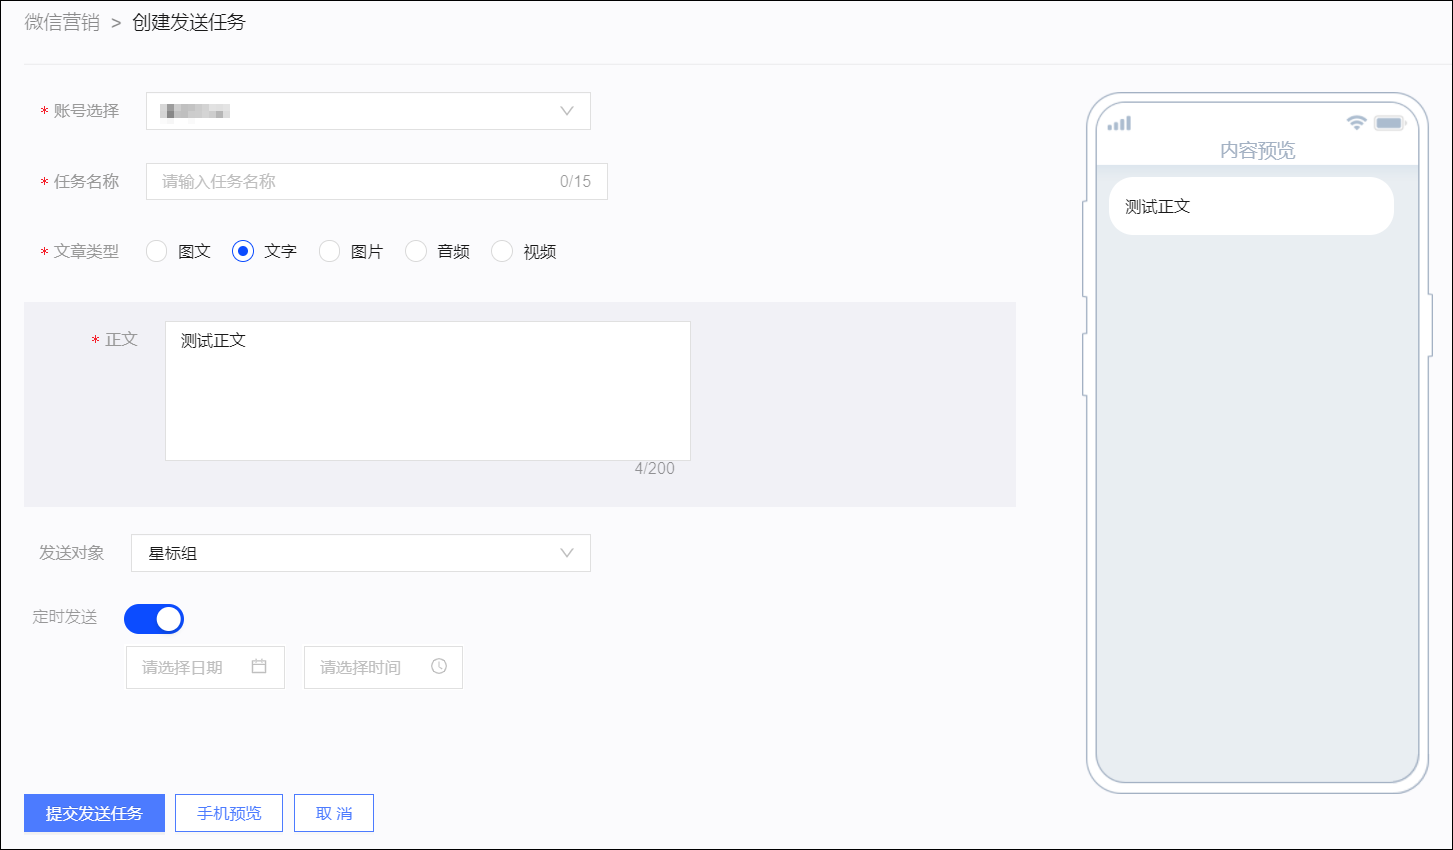 微信营销 > 创建发送任务
* 账号选择
* 任务名称 请输入任务名称 0/15
* 文章类型 图文 文字 图片 音频 视频
* 正文 测试正文
4/200
发送对象 星标组
定时发送
请选择日期 请选择时间
提交发送任务 手机预览 取 消
内容预览
测试正文